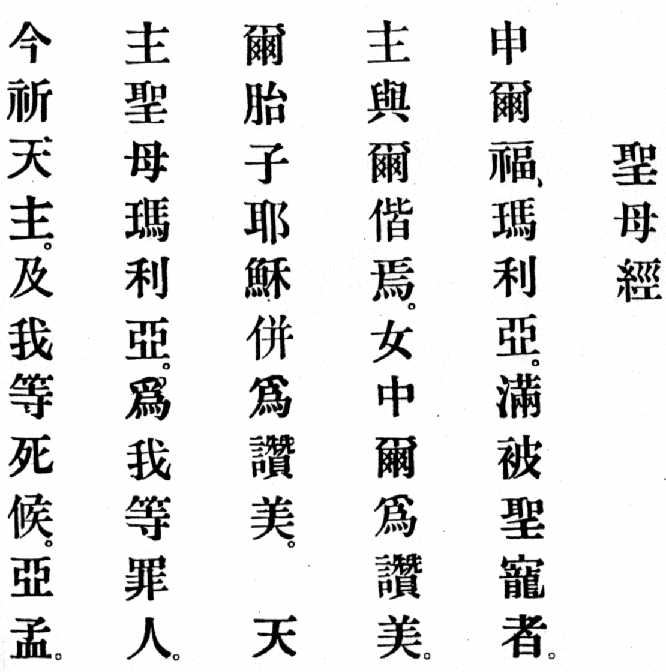 聖母經
申爾福、瑪利亞。滿被聖寵者。
主與爾偕焉。女中爾爲讚美。
爾胎子耶穌併爲讚美。　天
主聖母瑪利亞。爲我等罪人。
今祈天主。及我等死候。亞孟。